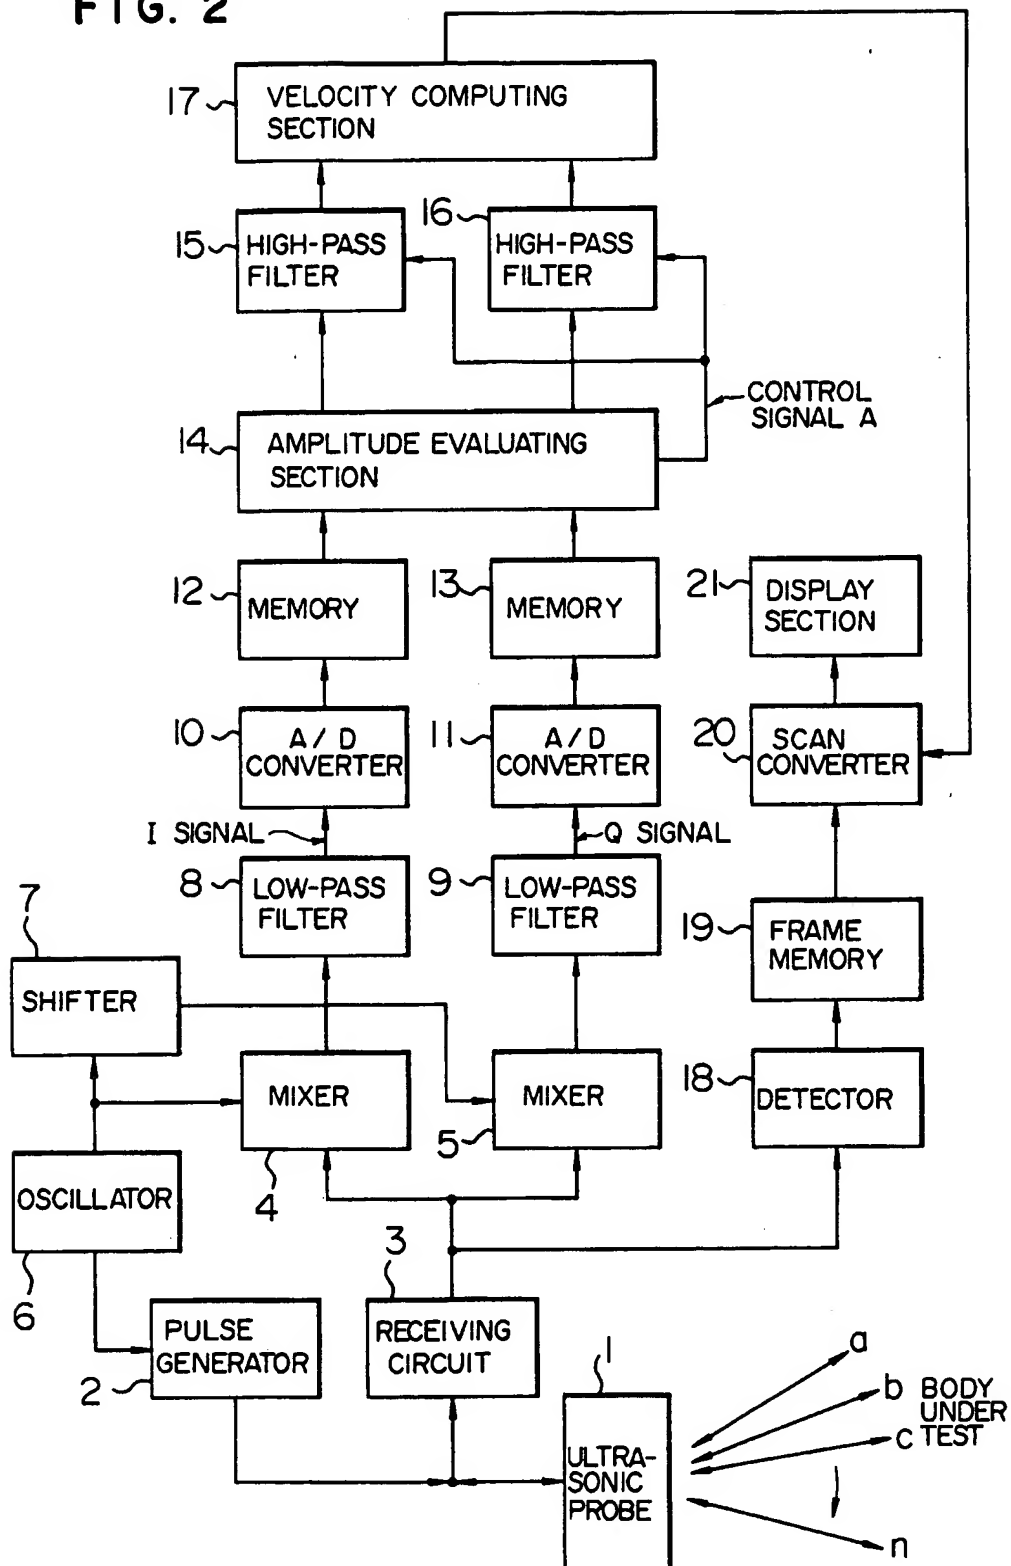 FIG. 2
17 VELOCITY COMPUTING
SECTION
15 HIGH-PASS
FILTER
16 HIGH-PASS
FILTER
CONTROL
SIGNAL A
14 AMPLITUDE EVALUATING
SECTION
12 MEMORY
13 MEMORY
21 DISPLAY
SECTION
10 A/D
CONVERTER
11 A/D
CONVERTER
20 SCAN
CONVERTER
I SIGNAL
Q SIGNAL
8 LOW-PASS
FILTER
9 LOW-PASS
FILTER
19 FRAME
MEMORY
7
SHIFTER
MIXER
4
MIXER
5
18 DETECTOR
OSCILLATOR
6
PULSE
GENERATOR
2
3
RECEIVING
CIRCUIT
1
ULTRA-
SONIC
PROBE
a
b BODY
UNDER
c TEST
n